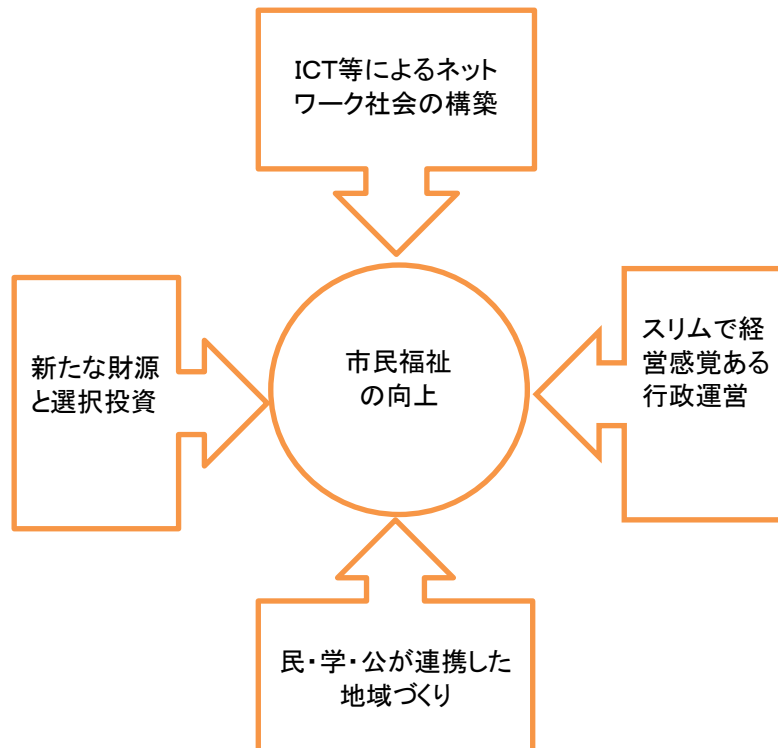 ICT等によるネット
ワーク社会の構築
新たな財源
と選択投資
市民福祉
の向上
スリムで経
営感覚ある
行政運営
民・学・公が連携した
地域づくり